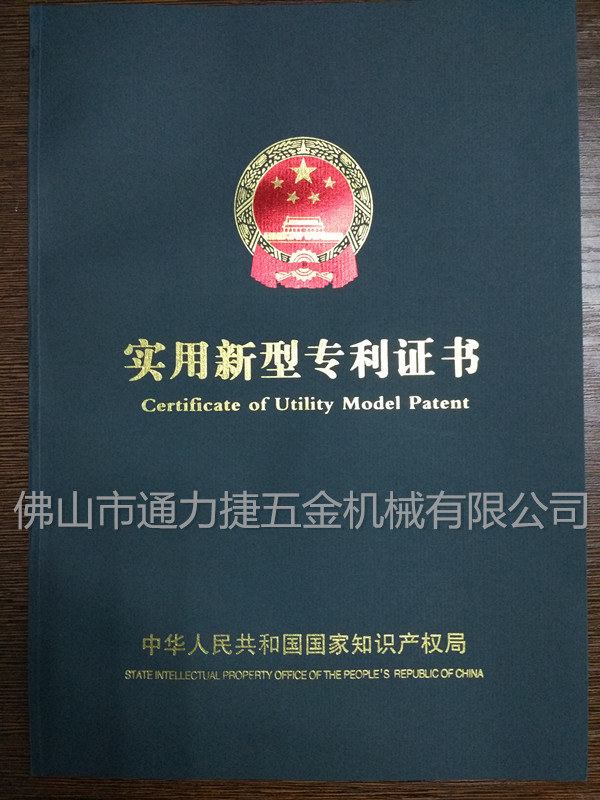 实用新型专利证书
Certificate of Utility Model Patent
佛山市通力捷五金机械有限公司
中华人民共和国国家知识产权局
STATE INTELLECTUAL PROPERTY OFFICE OF THE PEOPLE'S REPUBLIC OF CHINA